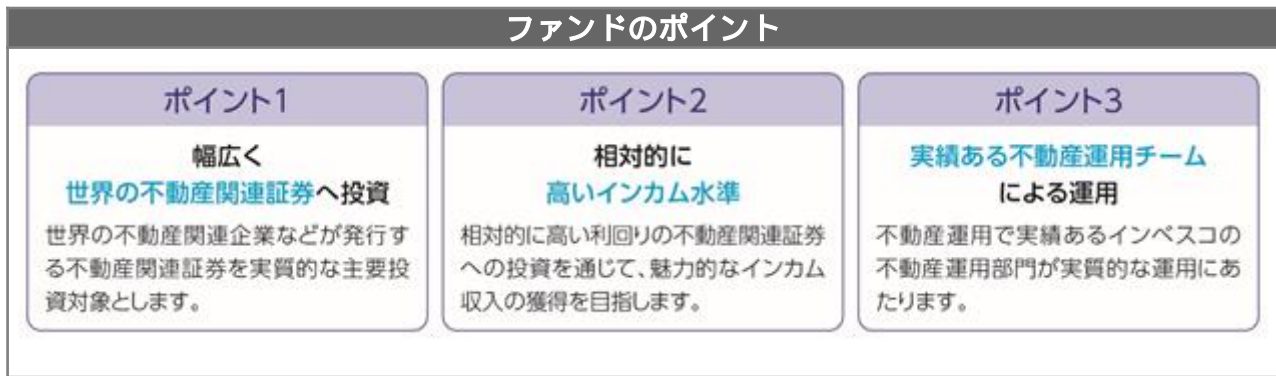 ファンドのポイント
ポイント1
幅広く
世界の不動産関連証券へ投資
世界の不動産関連企業などが発行す
る不動産関連証券を実質的な主要投
資対象とします。
ポイント2
相対的に
高いインカム水準
相対的に高い利回りの不動産関連証券
への投資を通じて、魅力的なインカム
収入の獲得を目指します。
ポイント3
実績ある不動産運用チーム
による運用
不動産運用で実績あるインベスコの
不動産運用部門が実質的な運用にあ
たります。